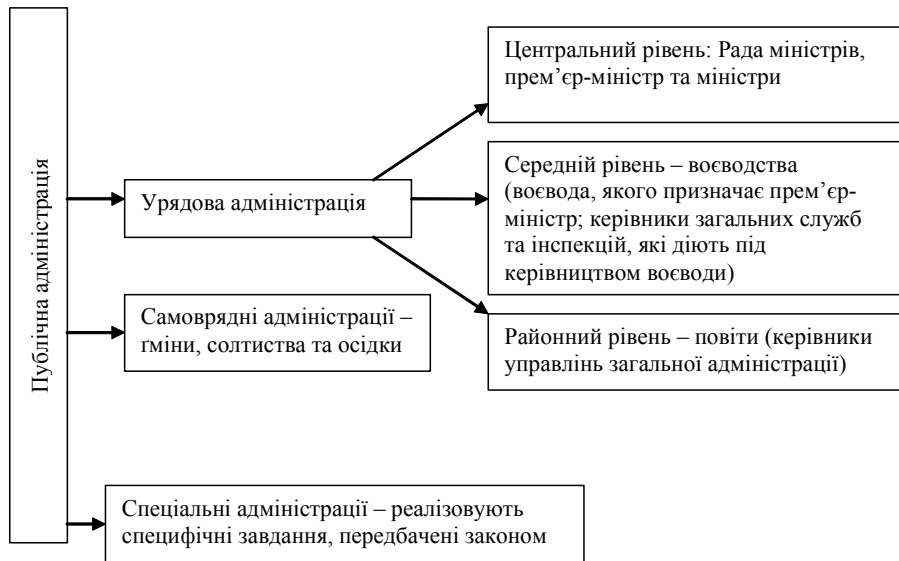 Публічна адміністрація
Урядова адміністрація
Центральний рівень: Рада міністрів,
прем’єр-міністр та міністри
Середній рівень – воєводства
(воєвода, якого призначає прем’єр-
міністр; керівники загальних служб
та інспекцій, які діють під
керівництвом воєводи)
Районний рівень – повіти (керівники
управлінь загальної адміністрації)
Самоврядні адміністрації –
ґміни, солтиства та осідки
Спеціальні адміністрації – реалізовують
специфічні завдання, передбачені законом